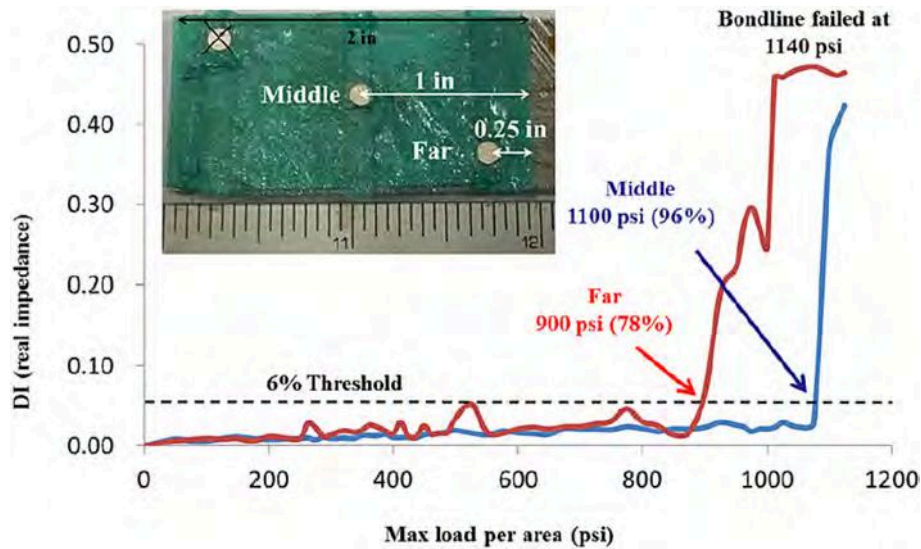 Bondline failed at
1140 psi
2 in
Middle
1 in
0.25 in
Far
11
12
Middle
1100 psi (96%)
Far
900 psi (78%)
6% Threshold
DI (real impedance)
0.50
0.40
0.30
0.20
0.10
0.00
0
200
400
600
800
1000
1200
Max load per area (psi)